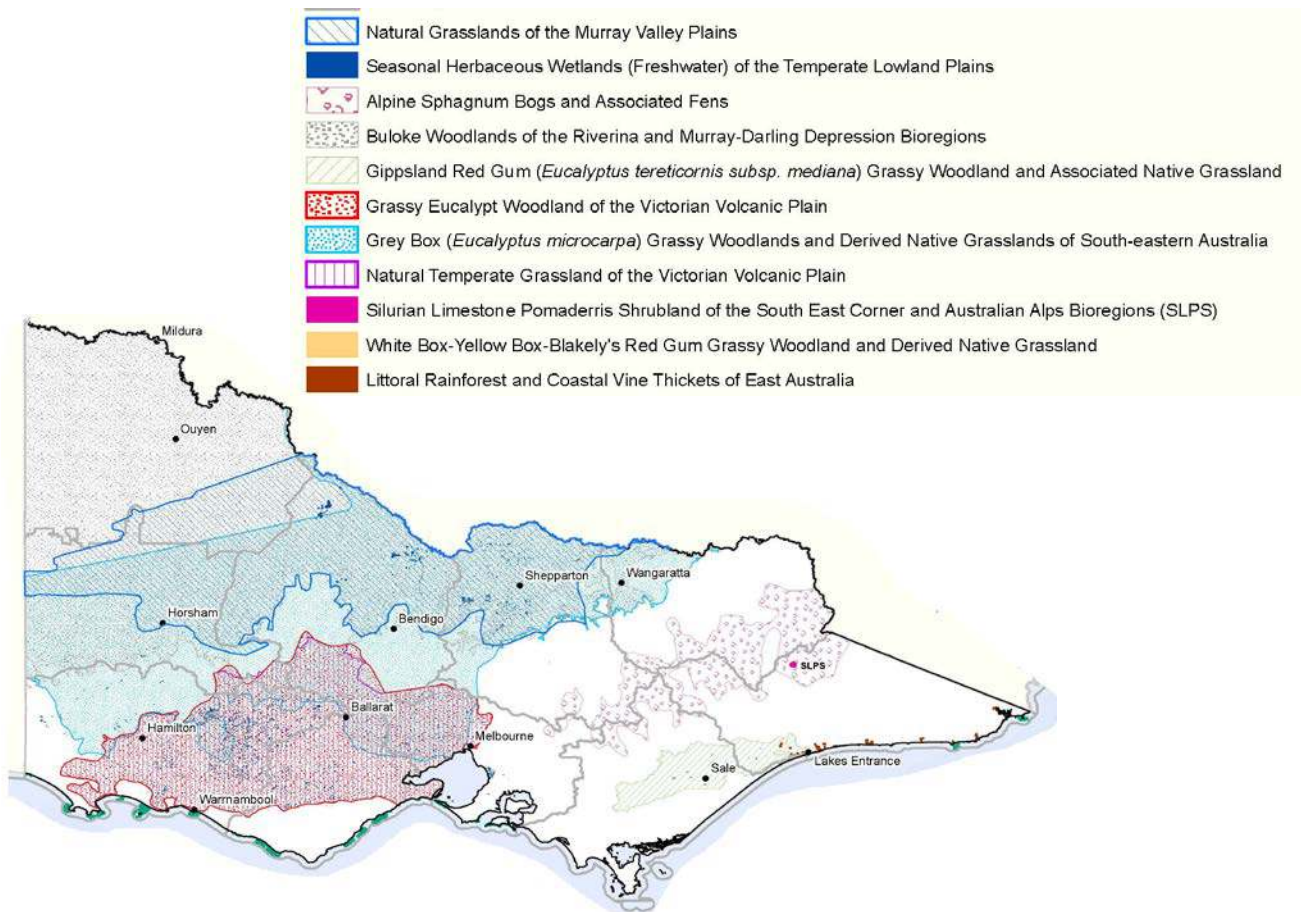 Natural Grasslands of the Murray Valley Plains
Seasonal Herbaceous Wetlands (Freshwater) of the Temperate Lowland Plains
Alpine Sphagnum Bogs and Associated Fens
Buloke Woodlands of the Riverina and Murray-Darling Depression Bioregions
Gippsland Red Gum (Eucalyptus tereticornis subsp. mediana) Grassy Woodland and Associated Native Grassland
Grassy Eucalypt Woodland of the Victorian Volcanic Plain
Grey Box (Eucalyptus microcarpa) Grassy Woodlands and Derived Native Grasslands of South-eastern Australia
Natural Temperate Grassland of the Victorian Volcanic Plain
Silurian Limestone Pomaderris Shrubland of the South East Corner and Australian Alps Bioregions (SLPS)
White Box-Yellow Box-Blakely's Red Gum Grassy Woodland and Derived Native Grassland
Littoral Rainforest and Coastal Vine Thickets of East Australia
Mildura
Ouyen
Shepparton
Wangaratta
Horsham
Bendigo
SLPS
Ballarat
Hamilton
Melbourne
Lakes Entrance
Sale
Warrnambool